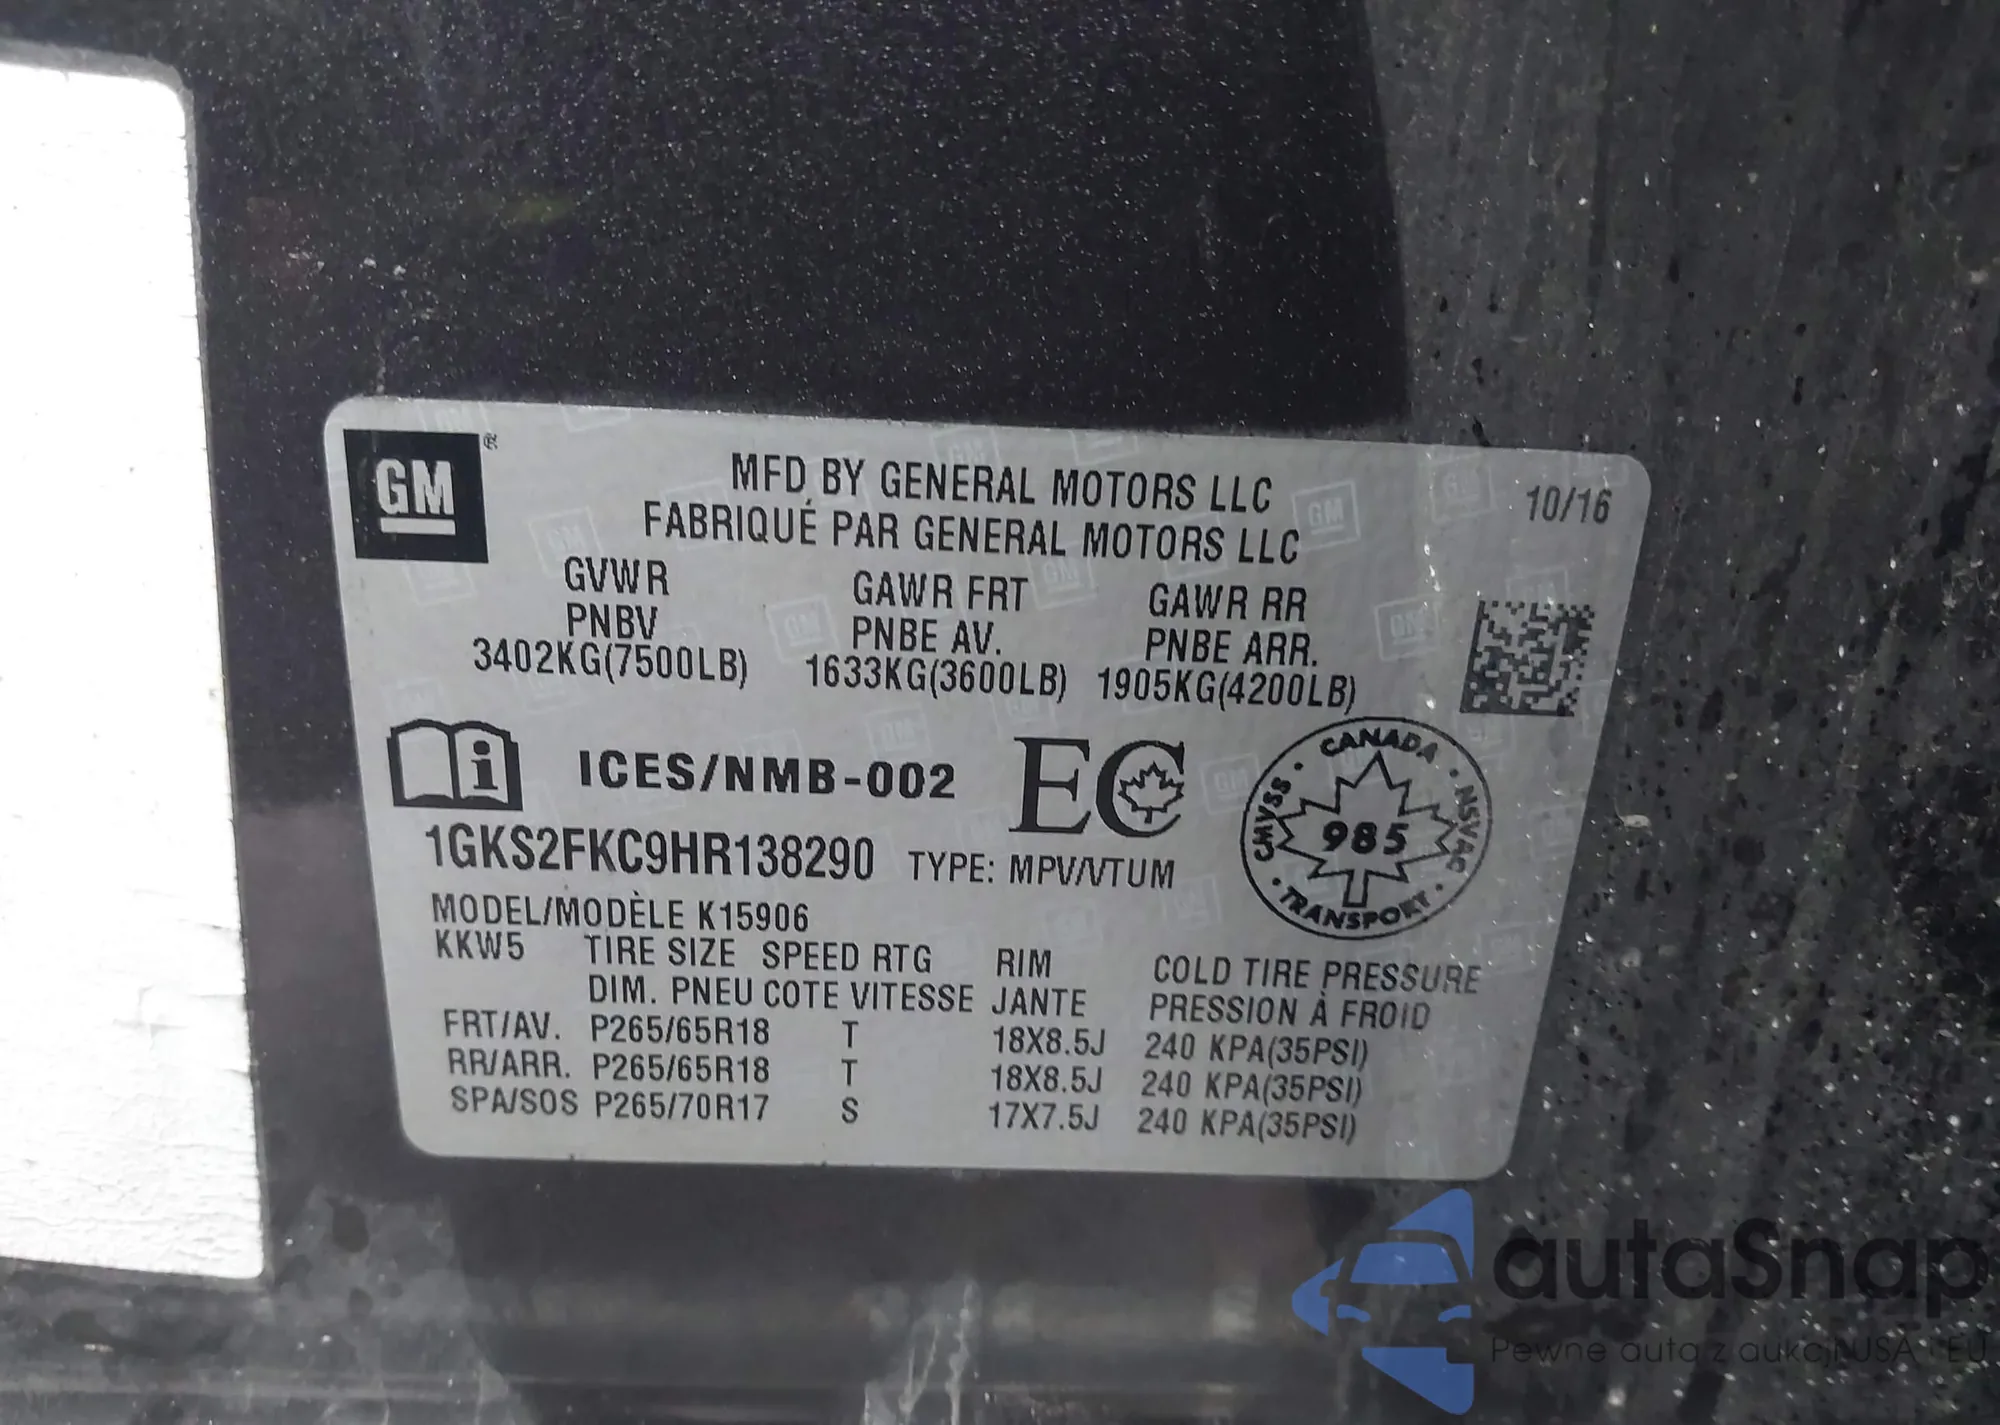 GM
MFD BY GENERAL MOTORS LLC
FABRIQUÉ PAR GENERAL MOTORS LLC
10/16
GVWR GAWR FRT GAWR RR
PNBV PNBE AV. PNBE ARR.
3402KG(7500LB) 1633KG(3600LB) 1905KG(4200LB)
ICES/NMB-002 EC
CANADA · NSVAC · TRANSPORT · CMVSS ·
985
1GKS2FKC9HR138290 TYPE: MPV/VTUM
MODEL/MODÈLE K15906
KKW5 TIRE SIZE SPEED RTG RIM COLD TIRE PRESSURE
DIM. PNEU COTE VITESSE JANTE PRESSION À FROID
FRT/AV. P265/65R18 T 18X8.5J 240 KPA(35PSI)
RR/ARR. P265/65R18 T 18X8.5J 240 KPA(35PSI)
SPA/SOS P265/70R17 S 17X7.5J 240 KPA(35PSI)
autaSnap
Pewne auta z aukcji USA i EU